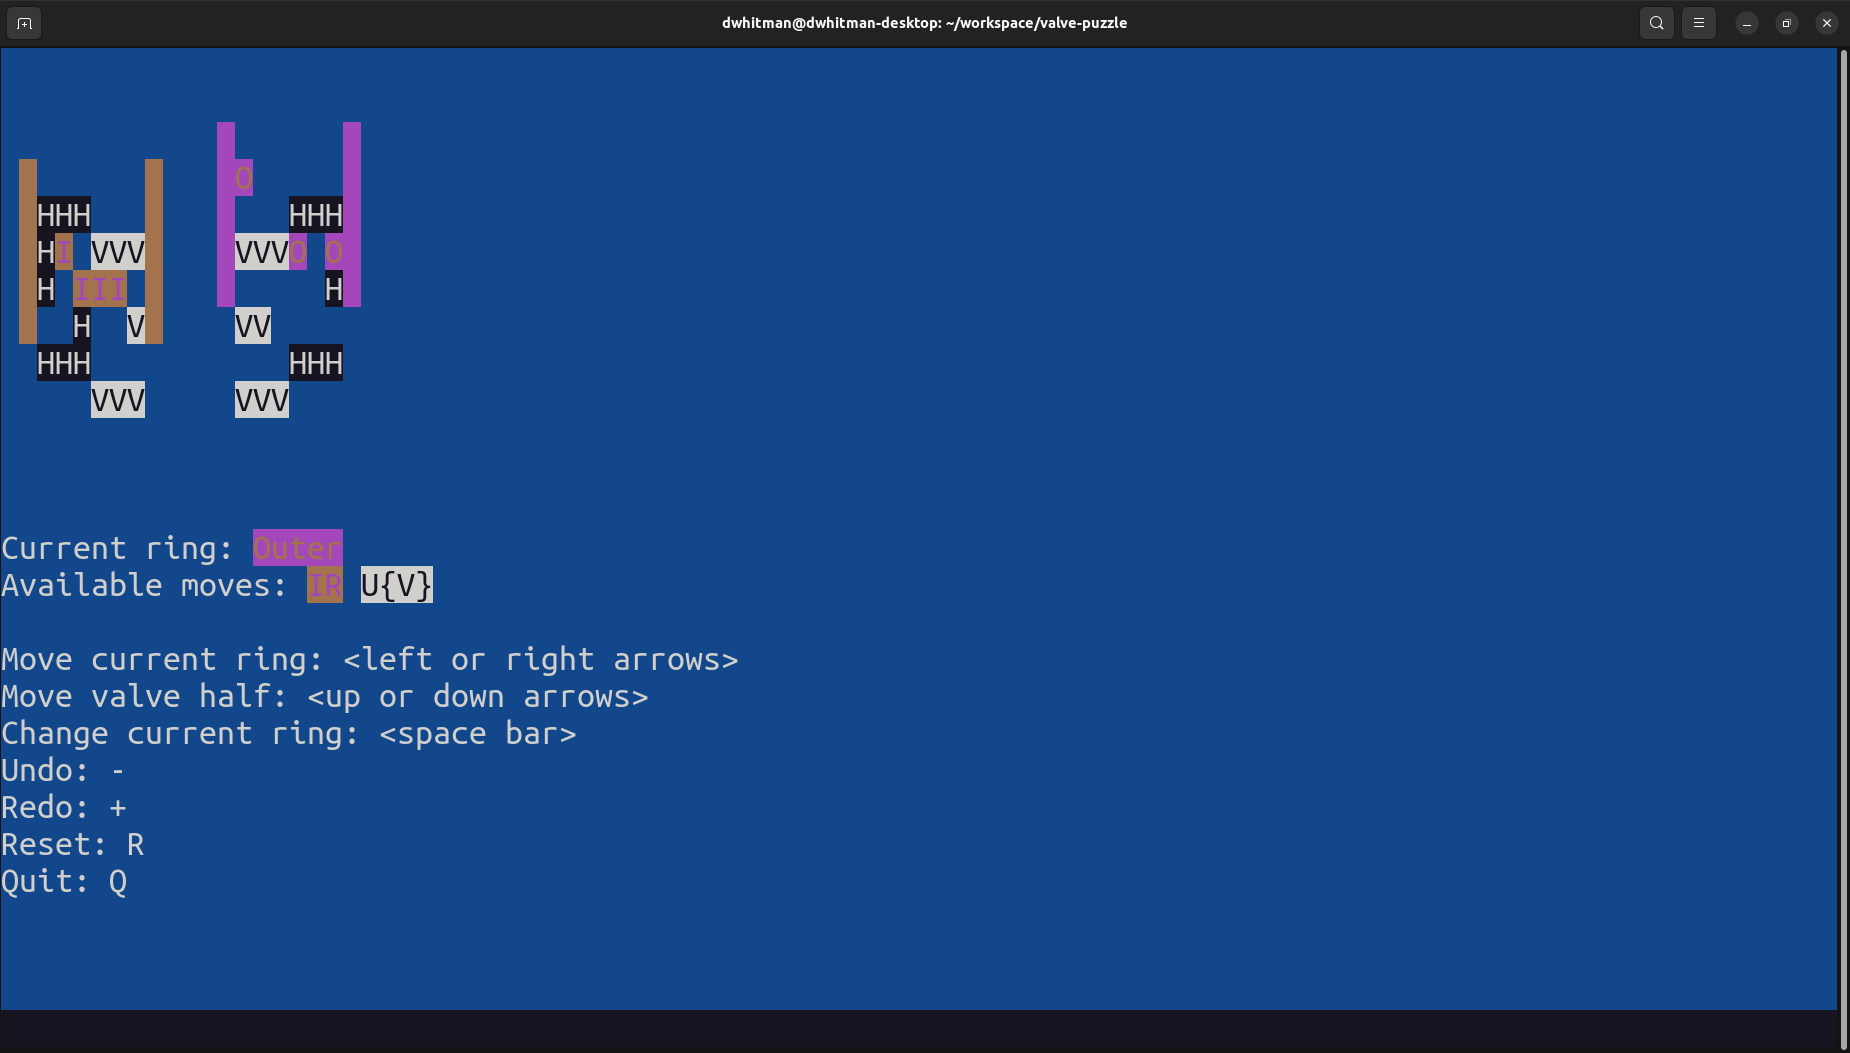 dwhitman@dwhitman-desktop: ~/workspace/valve-puzzle
O
HHH HHH
HI VVV VVVO O
H III H
H V VV
HHH HHH
VVV VVV
Current ring: Outer
Available moves: IR U{V}
Move current ring: <left or right arrows>
Move valve half: <up or down arrows>
Change current ring: <space bar>
Undo: -
Redo: +
Reset: R
Quit: Q